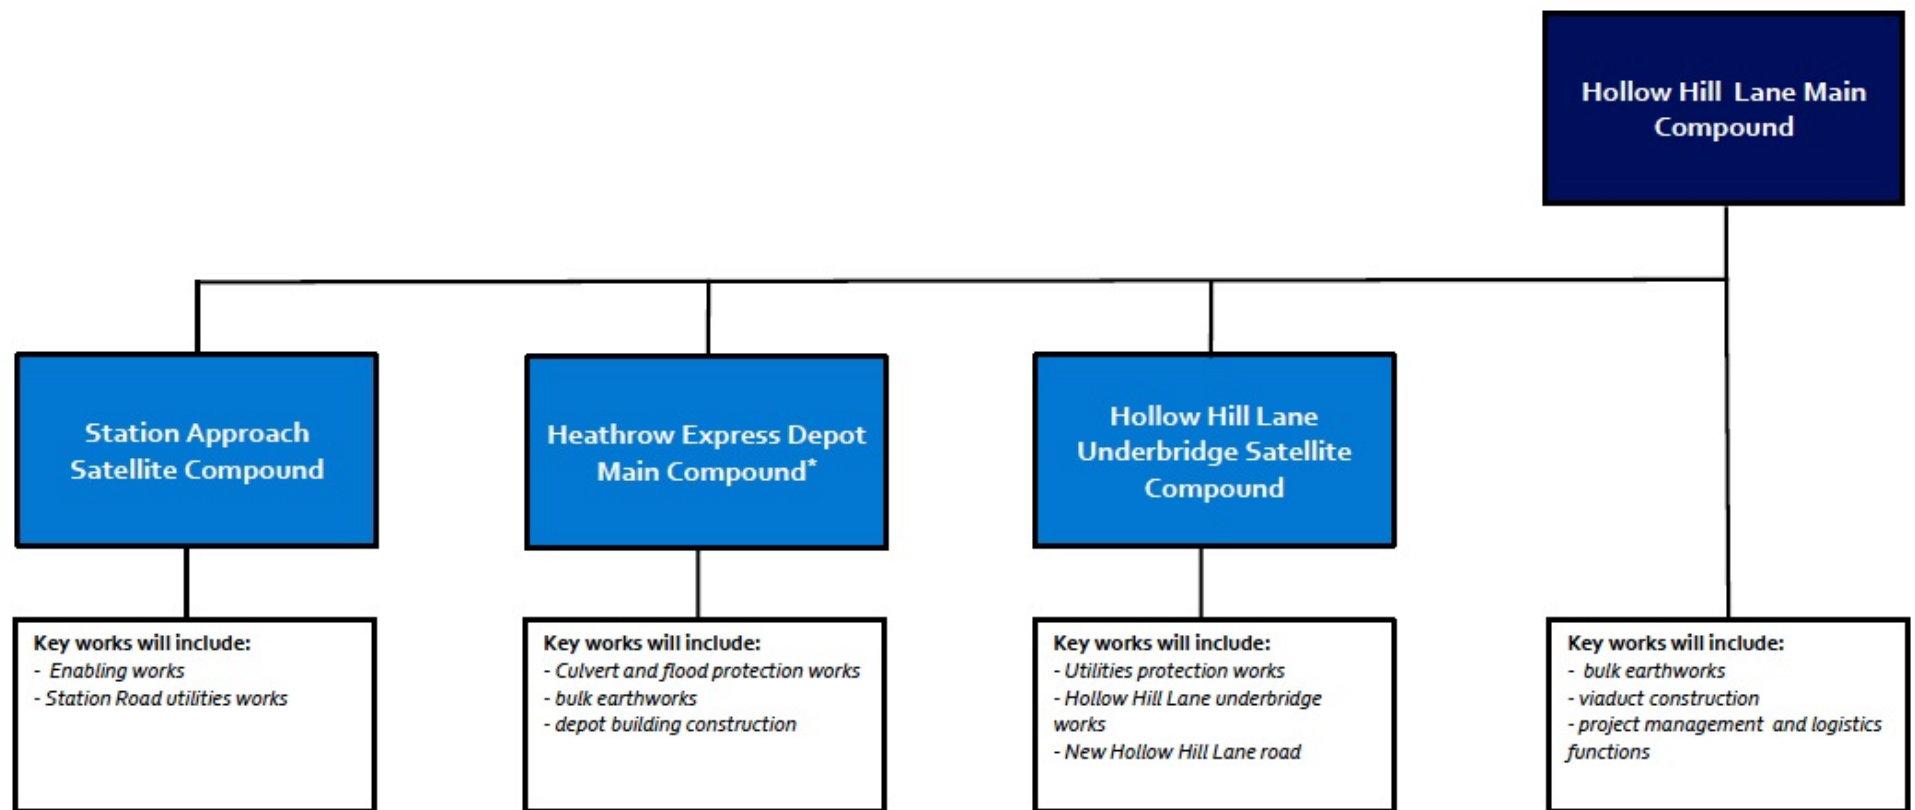 Hollow Hill Lane Main
Compound
Station Approach
Satellite Compound
Heathrow Express Depot
Main Compound*
Hollow Hill Lane
Underbridge Satellite
Compound
Key works will include:
- Enabling works
- Station Road utilities works
Key works will include:
- Culvert and flood protection works
- bulk earthworks
- depot building construction
Key works will include:
- Utilities protection works
- Hollow Hill Lane underbridge
works
- New Hollow Hill Lane road
Key works will include:
- bulk earthworks
- viaduct construction
- project management and logistics
functions